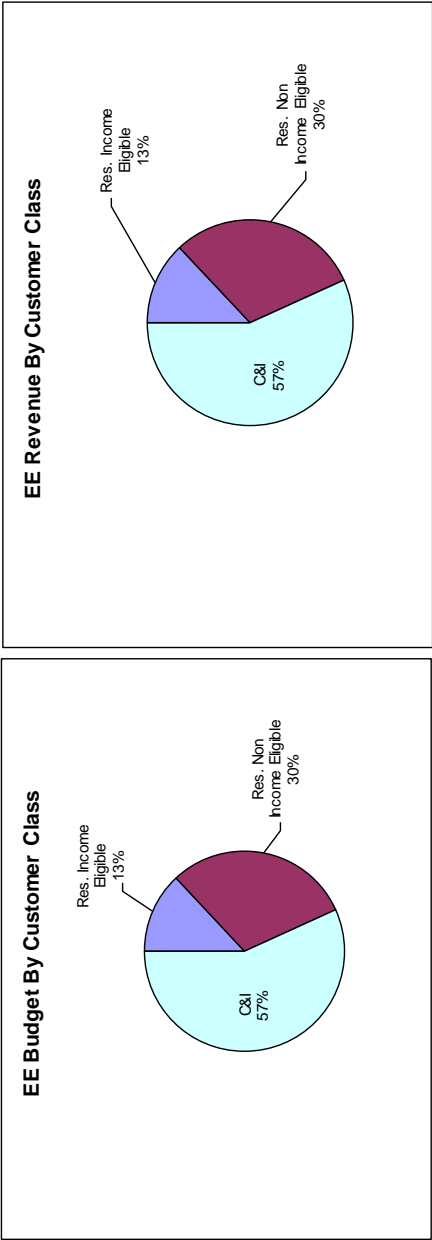 EE Budget By Customer Class
Res. Income
Eligible
13%
Res. Non
Income Eligible
30%
C&I
57%
EE Revenue By Customer Class
Res. Income
Eligible
13%
Res. Non
Income Eligible
30%
C&I
57%